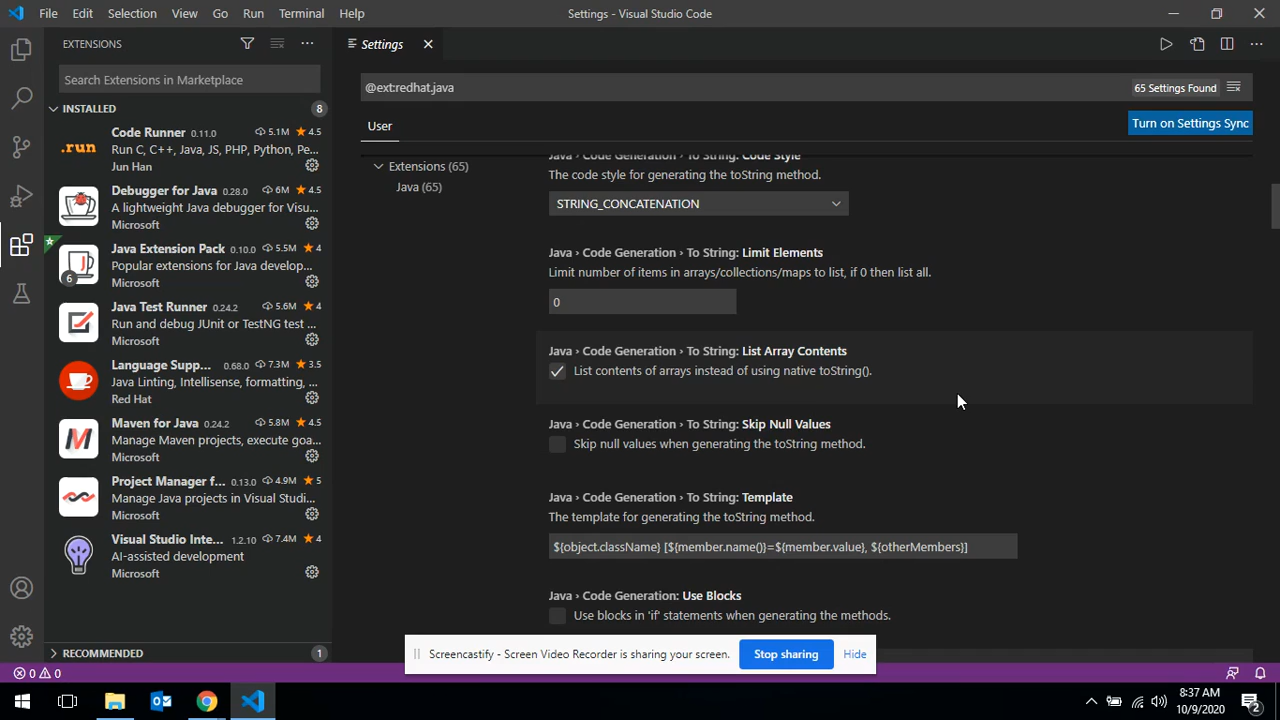 File Edit Selection View Go Run Terminal Help
Settings - Visual Studio Code
EXTENSIONS
Search Extensions in Marketplace
INSTALLED 8
Code Runner 0.11.0 5.1M 4.5
Run C, C++, Java, JS, PHP, Python, Pe...
Jun Han
.run
Debugger for Java 0.28.0 6M 4.5
A lightweight Java debugger for Visu...
Microsoft
Java Extension Pack 0.10.0 5.5M 4
Popular extensions for Java develop...
Microsoft
J
6
Java Test Runner 0.24.2 5.6M 4
Run and debug JUnit or TestNG test ...
Microsoft
Language Supp... 0.68.0 7.3M 3.5
Java Linting, Intellisense, formatting, ...
Red Hat
Maven for Java 0.24.2 5.8M 4.5
Manage Maven projects, execute goa...
Microsoft
M
Project Manager f... 0.13.0 4.9M 5
Manage Java projects in Visual Studi...
Microsoft
Visual Studio Inte... 1.2.10 7.4M 4
AI-assisted development
Microsoft
RECOMMENDED 1
Settings
@ext:redhat.java
65 Settings Found
User
Turn on Settings Sync
Extensions (65)
Java (65)
Java › Code Generation › To String: Code Style
The code style for generating the toString method.
STRING_CONCATENATION
Java › Code Generation › To String: Limit Elements
Limit number of items in arrays/collections/maps to list, if 0 then list all.
0
Java › Code Generation › To String: List Array Contents
List contents of arrays instead of using native toString().
Java › Code Generation › To String: Skip Null Values
Skip null values when generating the toString method.
Java › Code Generation › To String: Template
The template for generating the toString method.
${object.className} [${member.name()}=${member.value}, ${otherMembers}]
Java › Code Generation: Use Blocks
Use blocks in 'if' statements when generating the methods.
Screencastify - Screen Video Recorder is sharing your screen.
Stop sharing
Hide
0 0
8:37 AM
10/9/2020
2